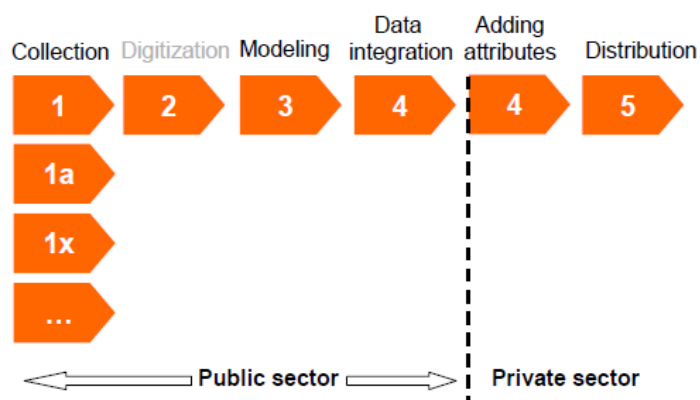 Collection Digitization Modeling Data integration Adding attributes Distribution
1 2 3 4 4 5
1a
1x
...
Public sector Private sector